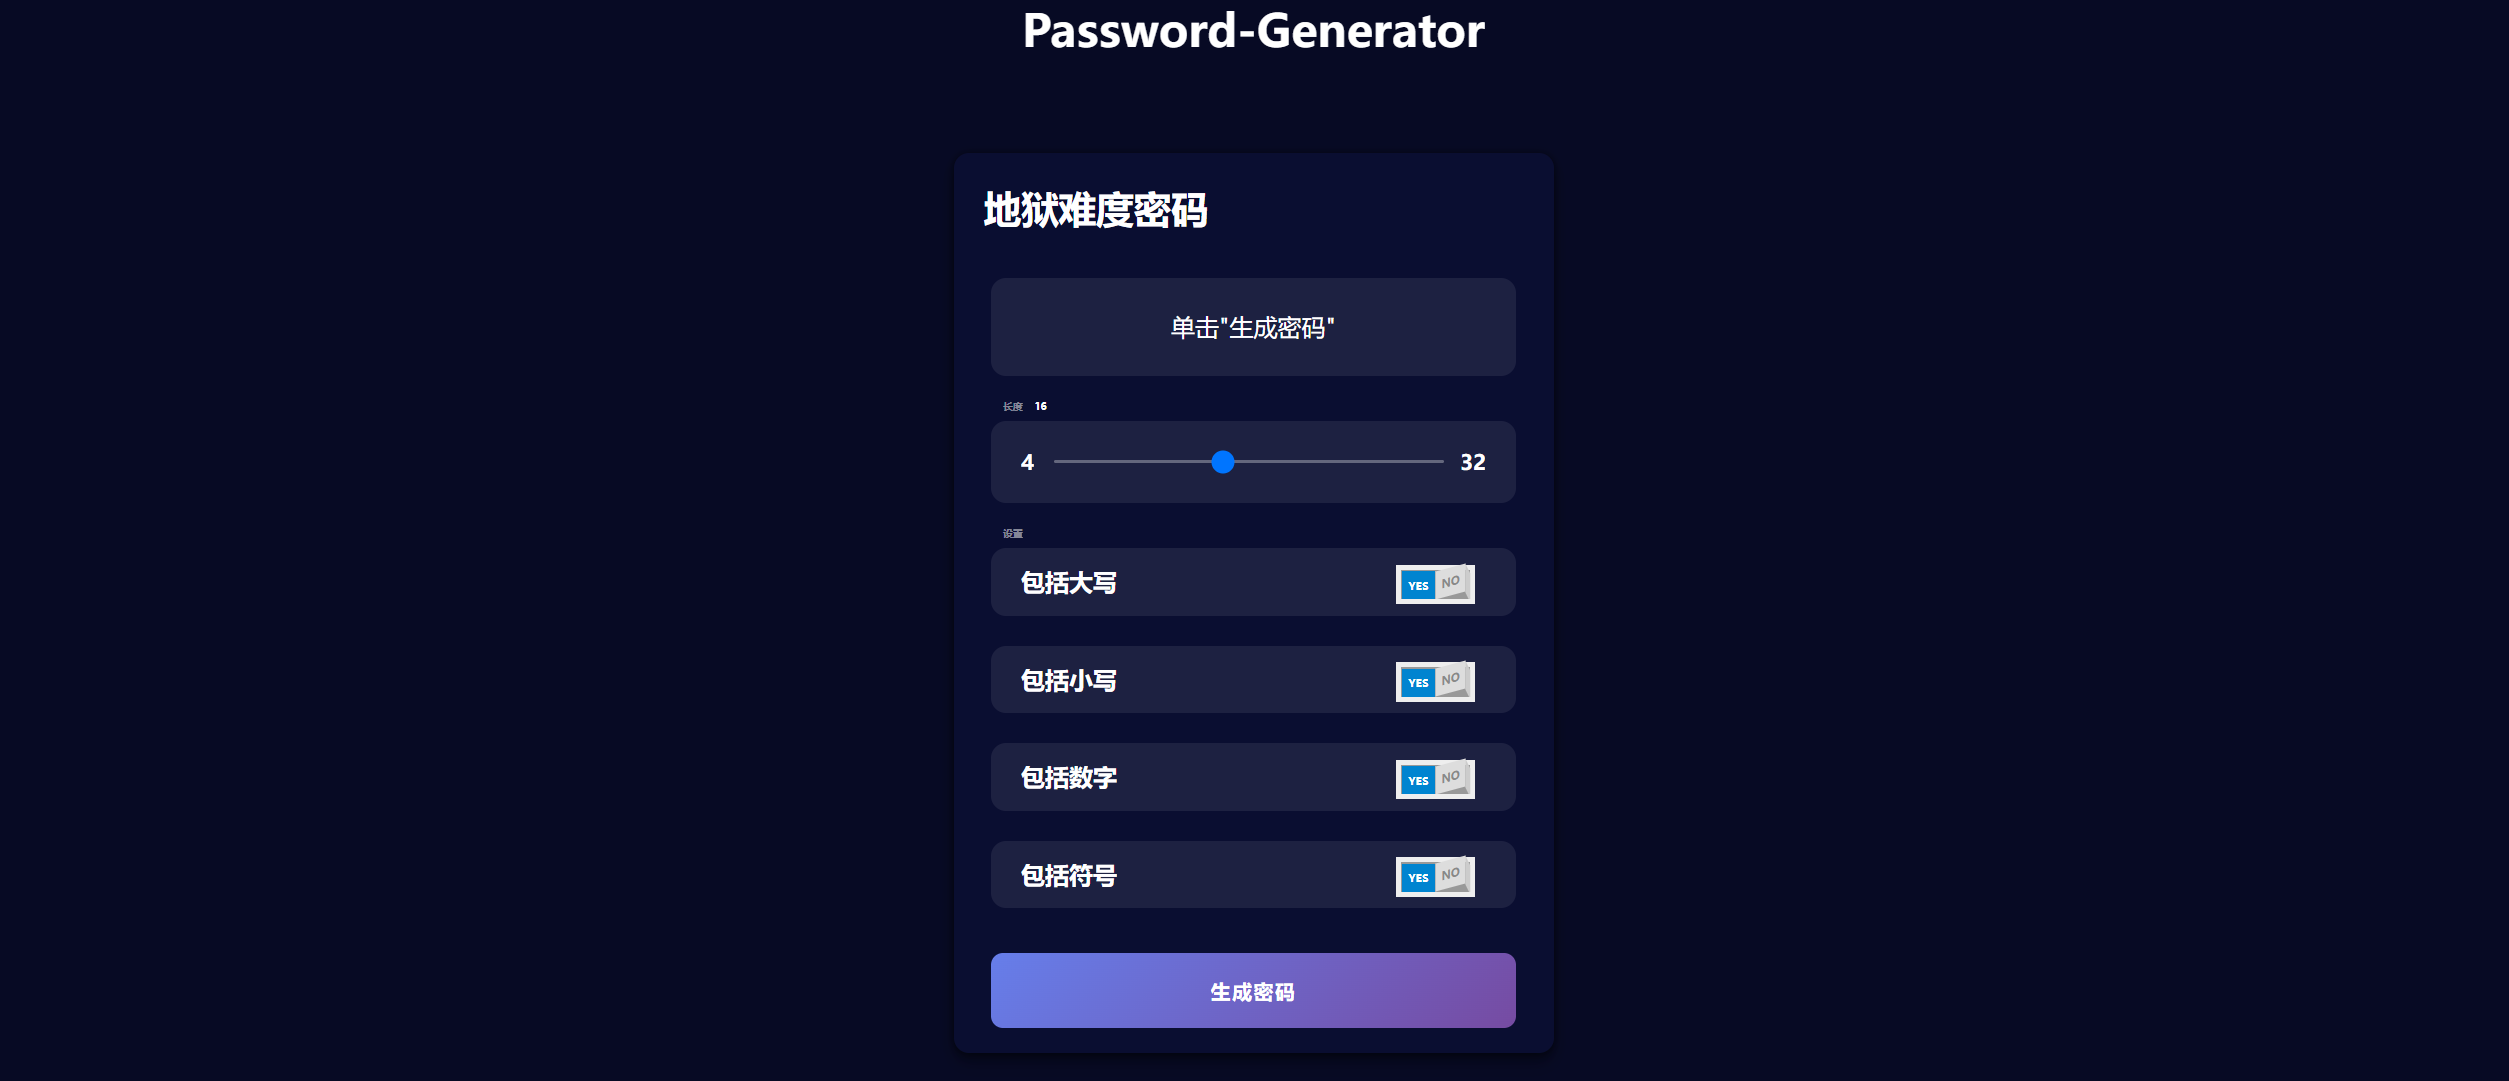 Password-Generator
地狱难度密码
单击"生成密码"
长度 16
4 32
设置
包括大写 YES NO
包括小写 YES NO
包括数字 YES NO
包括符号 YES NO
生成密码